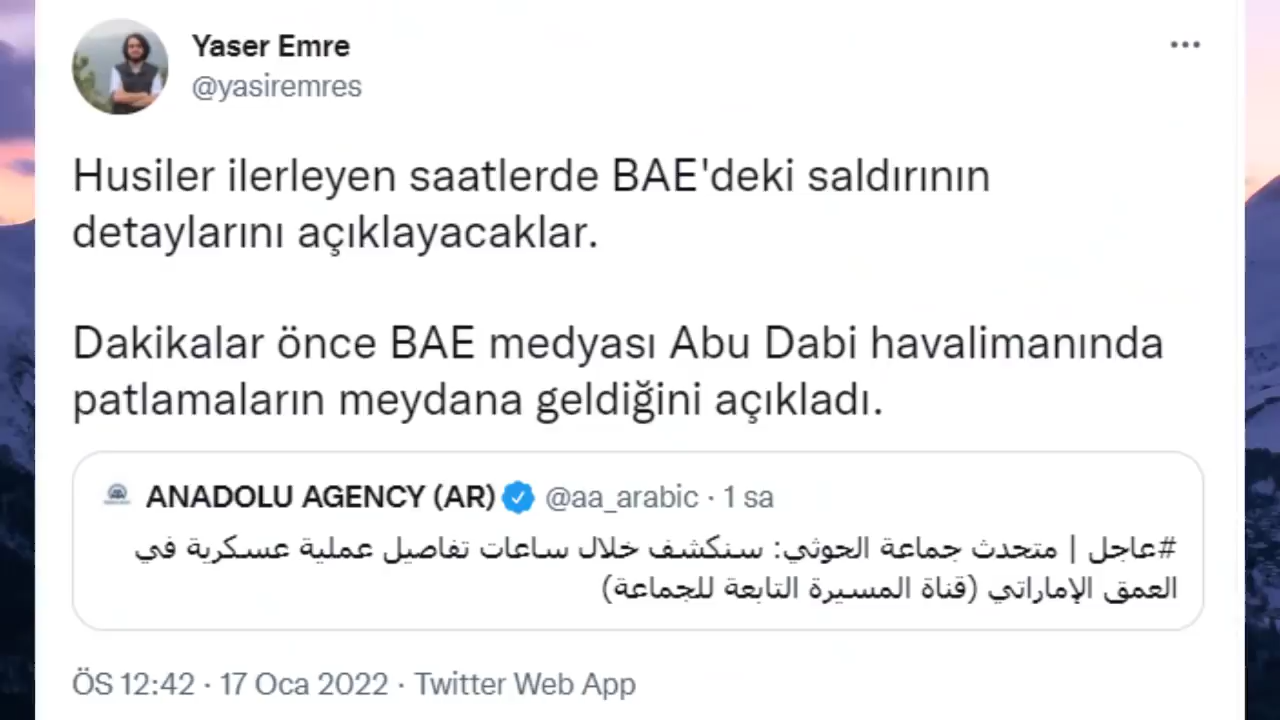 Yaser Emre
@yasiremres
Husiler ilerleyen saatlerde BAE'deki saldırının
detaylarını açıklayacaklar.
Dakikalar önce BAE medyası Abu Dabi havalimanında
patlamaların meydana geldiğini açıkladı.
ANADOLU AGENCY (AR) @aa_arabic · 1 sa
#عاجل | متحدث جماعة الحوثي: سنكشف خلال ساعات تفاصيل عملية عسكرية في
العمق الإماراتي (قناة المسيرة التابعة للجماعة)
ÖS 12:42 · 17 Oca 2022 · Twitter Web App